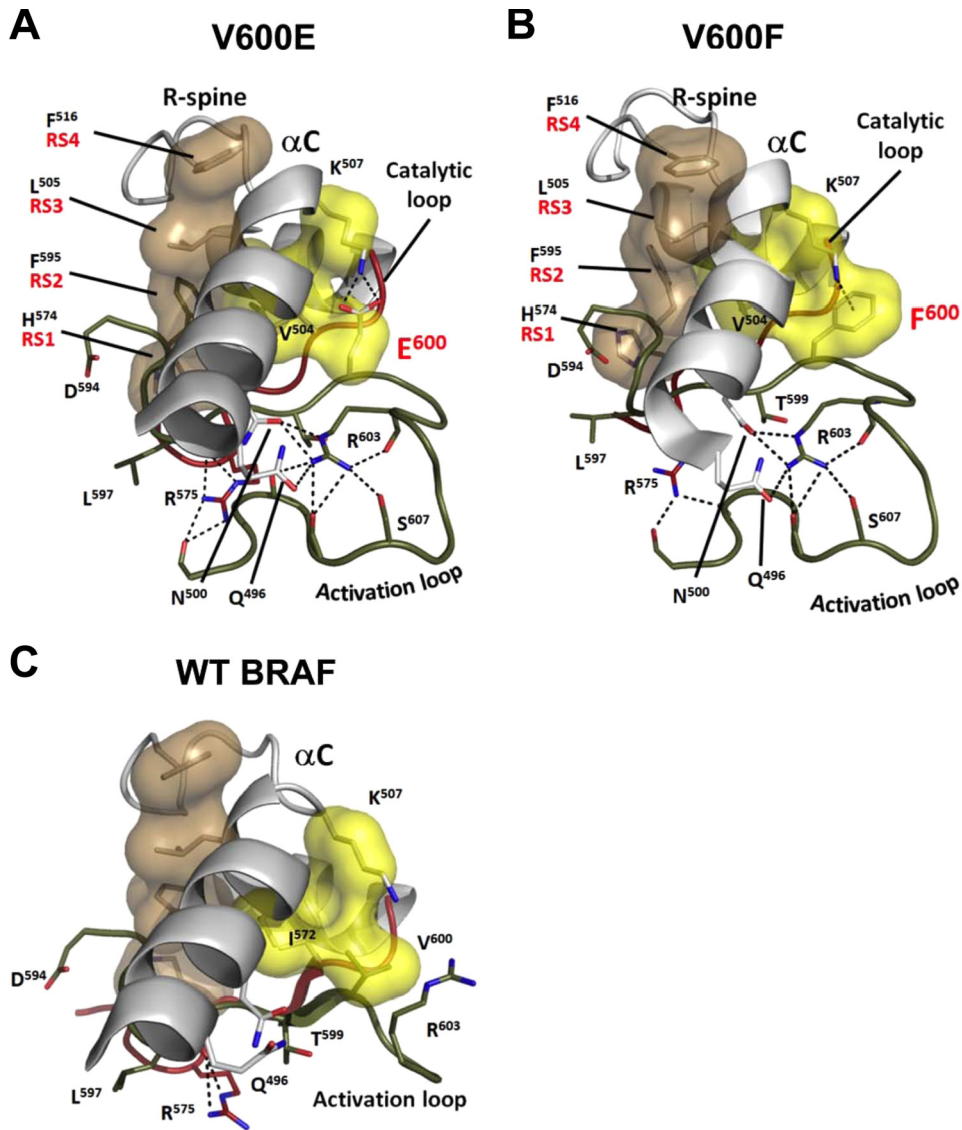 A
V600E
R-spine
F516
RS4
αC
K507
Catalytic
loop
L505
RS3
F595
RS2
H574
RS1
V504
E600
D594
R603
L597
R575
S607
N500
Q496
Activation loop
B
V600F
R-spine
F516
RS4
αC
Catalytic
loop
K507
L505
RS3
F595
RS2
H574
RS1
V504
F600
D594
T599
R603
L597
R575
S607
Q496
N500
Activation loop
C
WT BRAF
αC
K507
I572
V600
D594
R603
T599
Q496
L597
R575
Activation loop